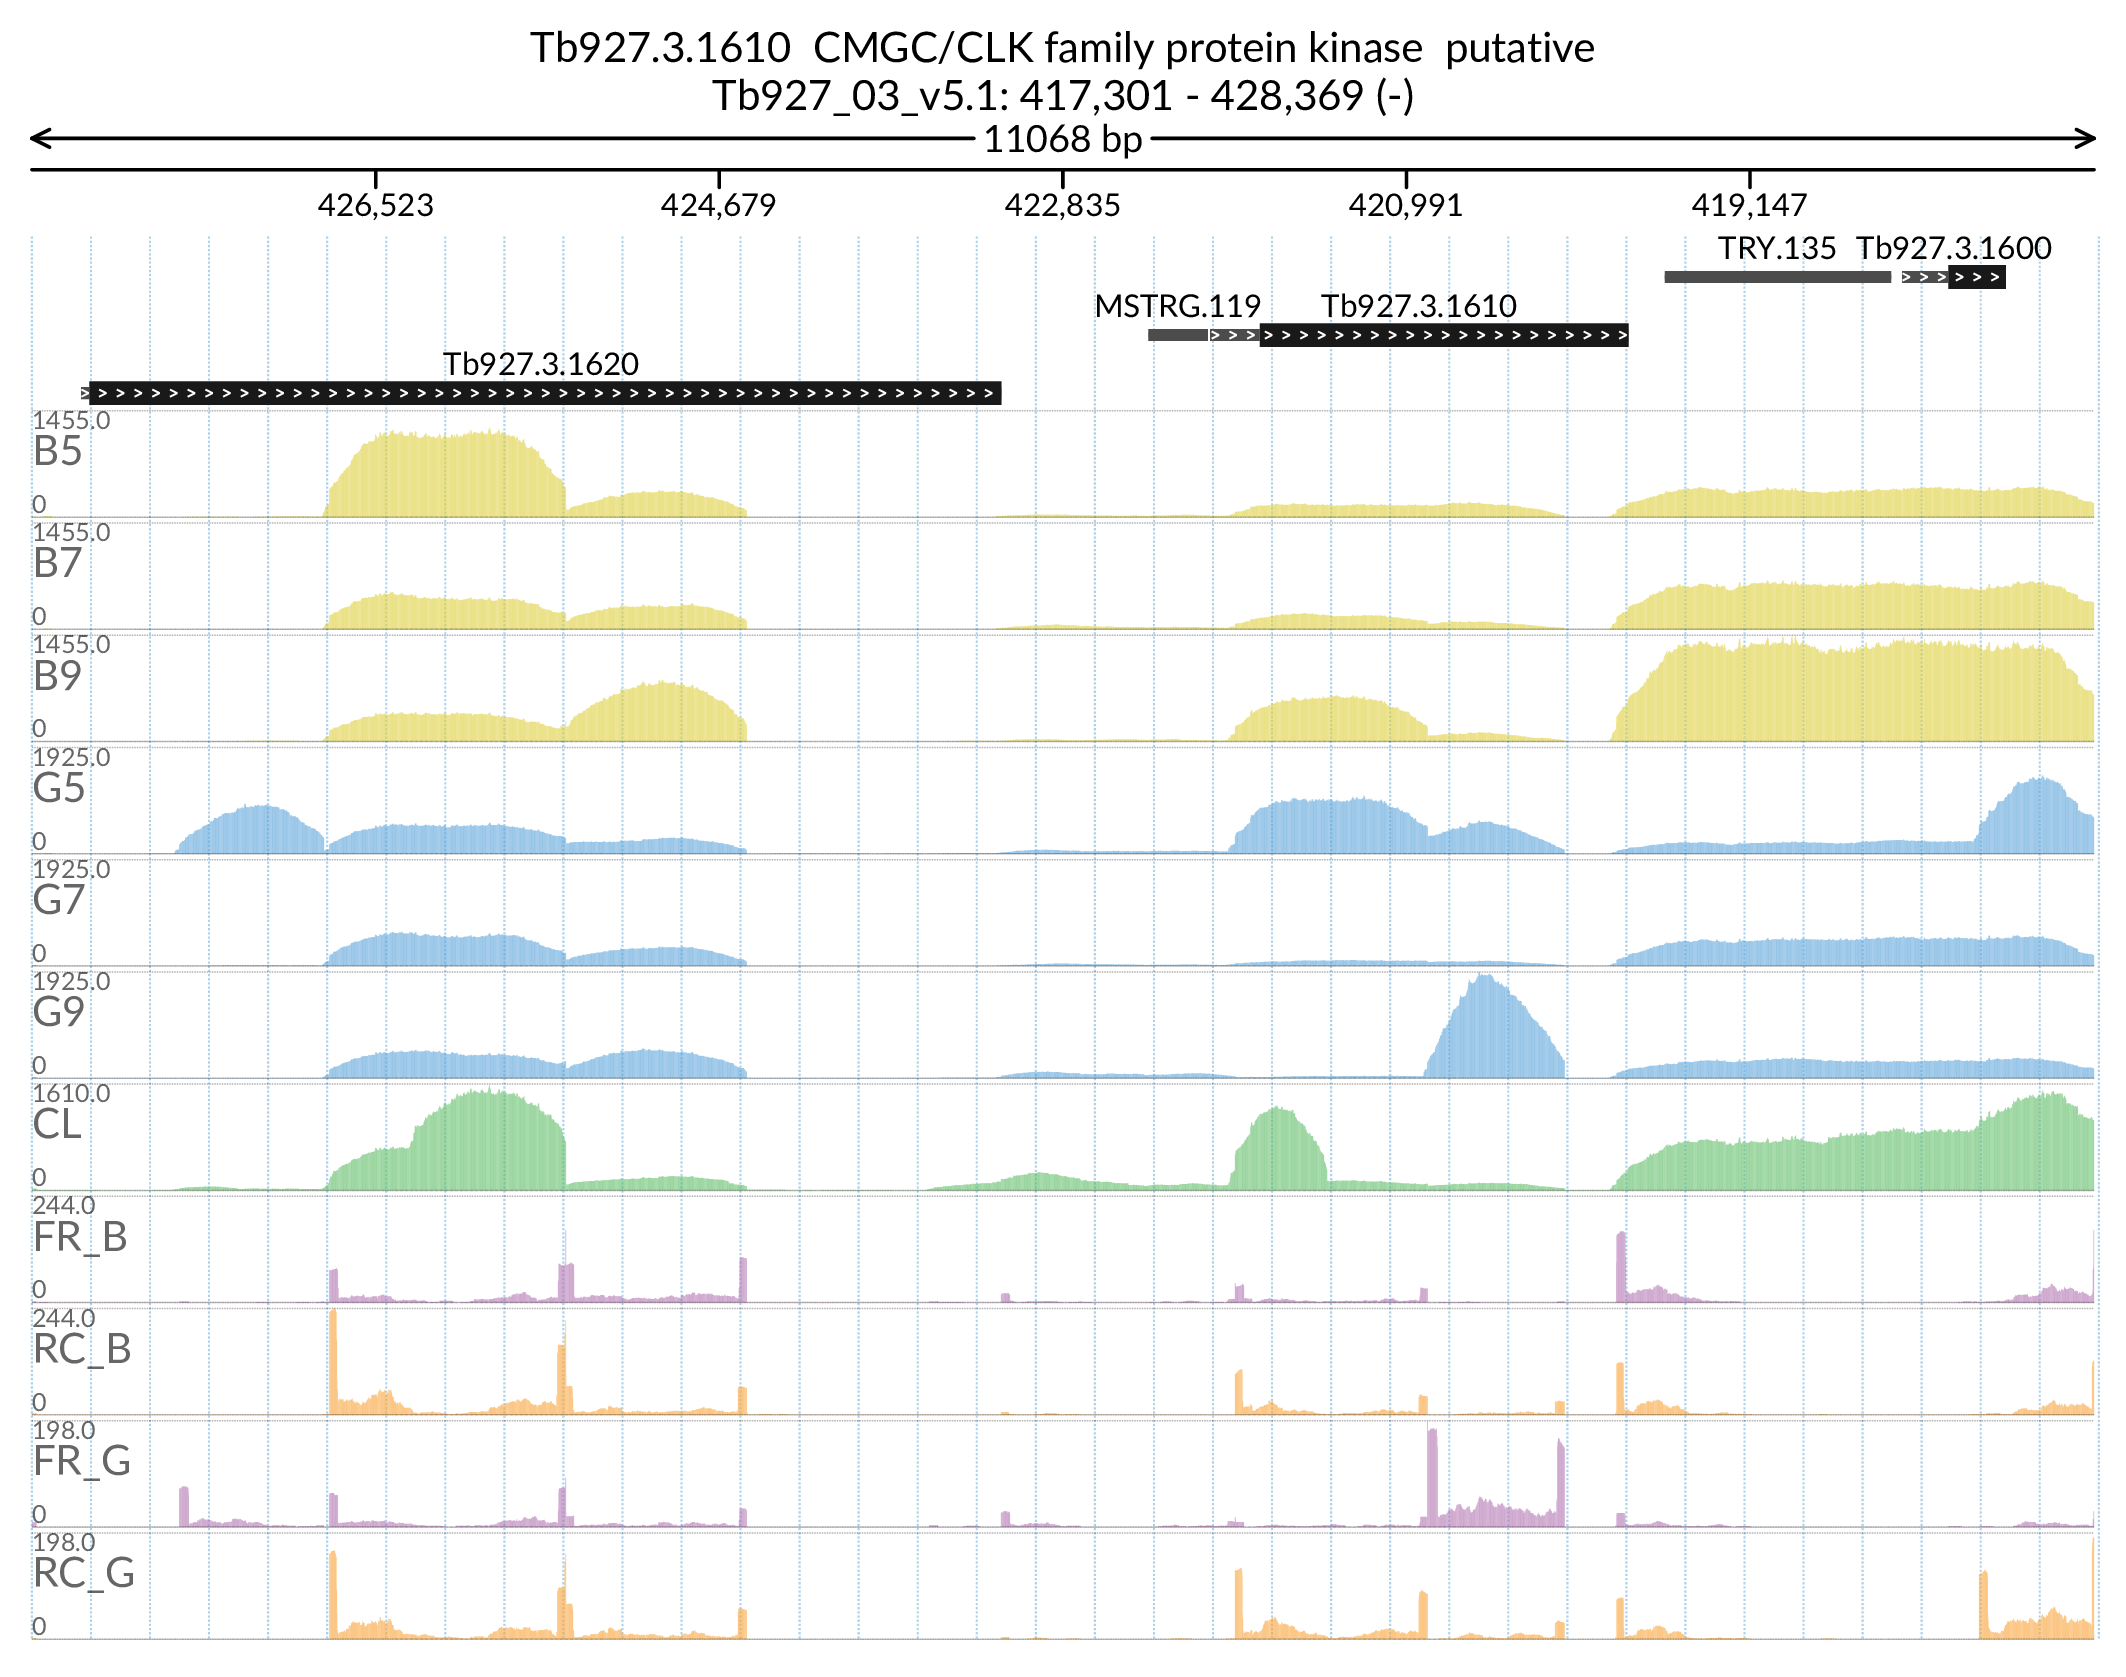 Tb927.3.1610  CMGC/CLK family protein kinase  putative
Tb927_03_v5.1: 417,301 - 428,369 (-)
11068 bp
426,523 424,679 422,835 420,991 419,147
TRY.135 Tb927.3.1600
MSTRG.119 Tb927.3.1610
Tb927.3.1620
1455.0
B5
0
1455.0
B7
0
1455.0
B9
0
1925.0
G5
0
1925.0
G7
0
1925.0
G9
0
1610.0
CL
0
244.0
FR_B
0
244.0
RC_B
0
198.0
FR_G
0
198.0
RC_G
0